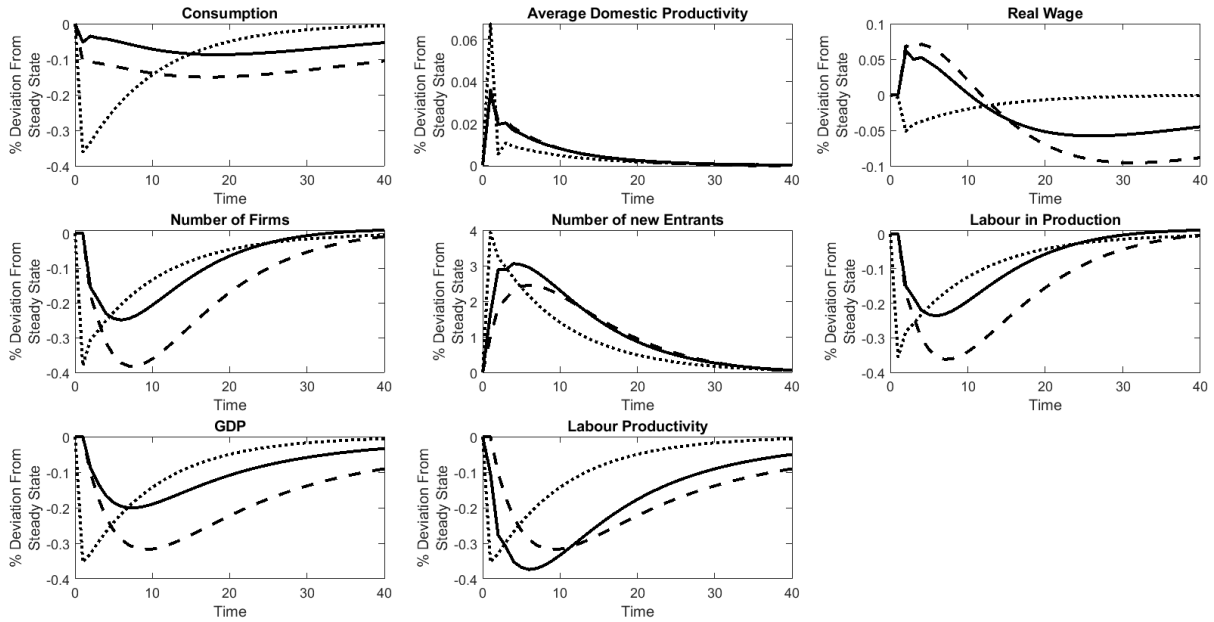 Consumption
% Deviation From
Steady State
0
-0.1
-0.2
-0.3
-0.4
0 10 20 30 40
Time
Average Domestic Productivity
% Deviation From
Steady State
0.06
0.04
0.02
0
0 10 20 30 40
Time
Real Wage
% Deviation From
Steady State
0.1
0.05
0
-0.05
-0.1
0 10 20 30 40
Time
Number of Firms
% Deviation From
Steady State
0
-0.1
-0.2
-0.3
-0.4
0 10 20 30 40
Time
Number of new Entrants
% Deviation From
Steady State
4
3
2
1
0
0 10 20 30 40
Time
Labour in Production
% Deviation From
Steady State
0
-0.1
-0.2
-0.3
-0.4
0 10 20 30 40
Time
GDP
% Deviation From
Steady State
0
-0.1
-0.2
-0.3
-0.4
0 10 20 30 40
Time
Labour Productivity
% Deviation From
Steady State
0
-0.1
-0.2
-0.3
-0.4
0 10 20 30 40
Time